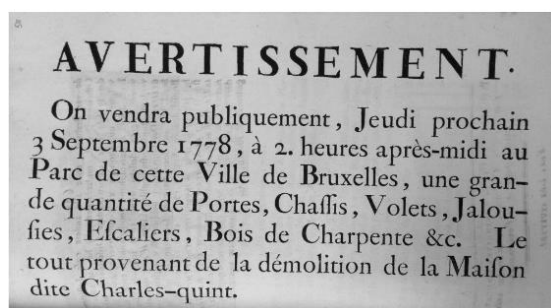 AVERTISSEMENT.
On vendra publiquement, Jeudi prochain
3 Septembre 1778, à 2. heures après-midi au
Parc de cette Ville de Bruxelles, une gran-
de quantité de Portes, Chaſſis, Volets, Jalou-
ſies, Eſcaliers, Bois de Charpente &c. Le
tout provenant de la démolition de la Maiſon
dite Charles-quint.